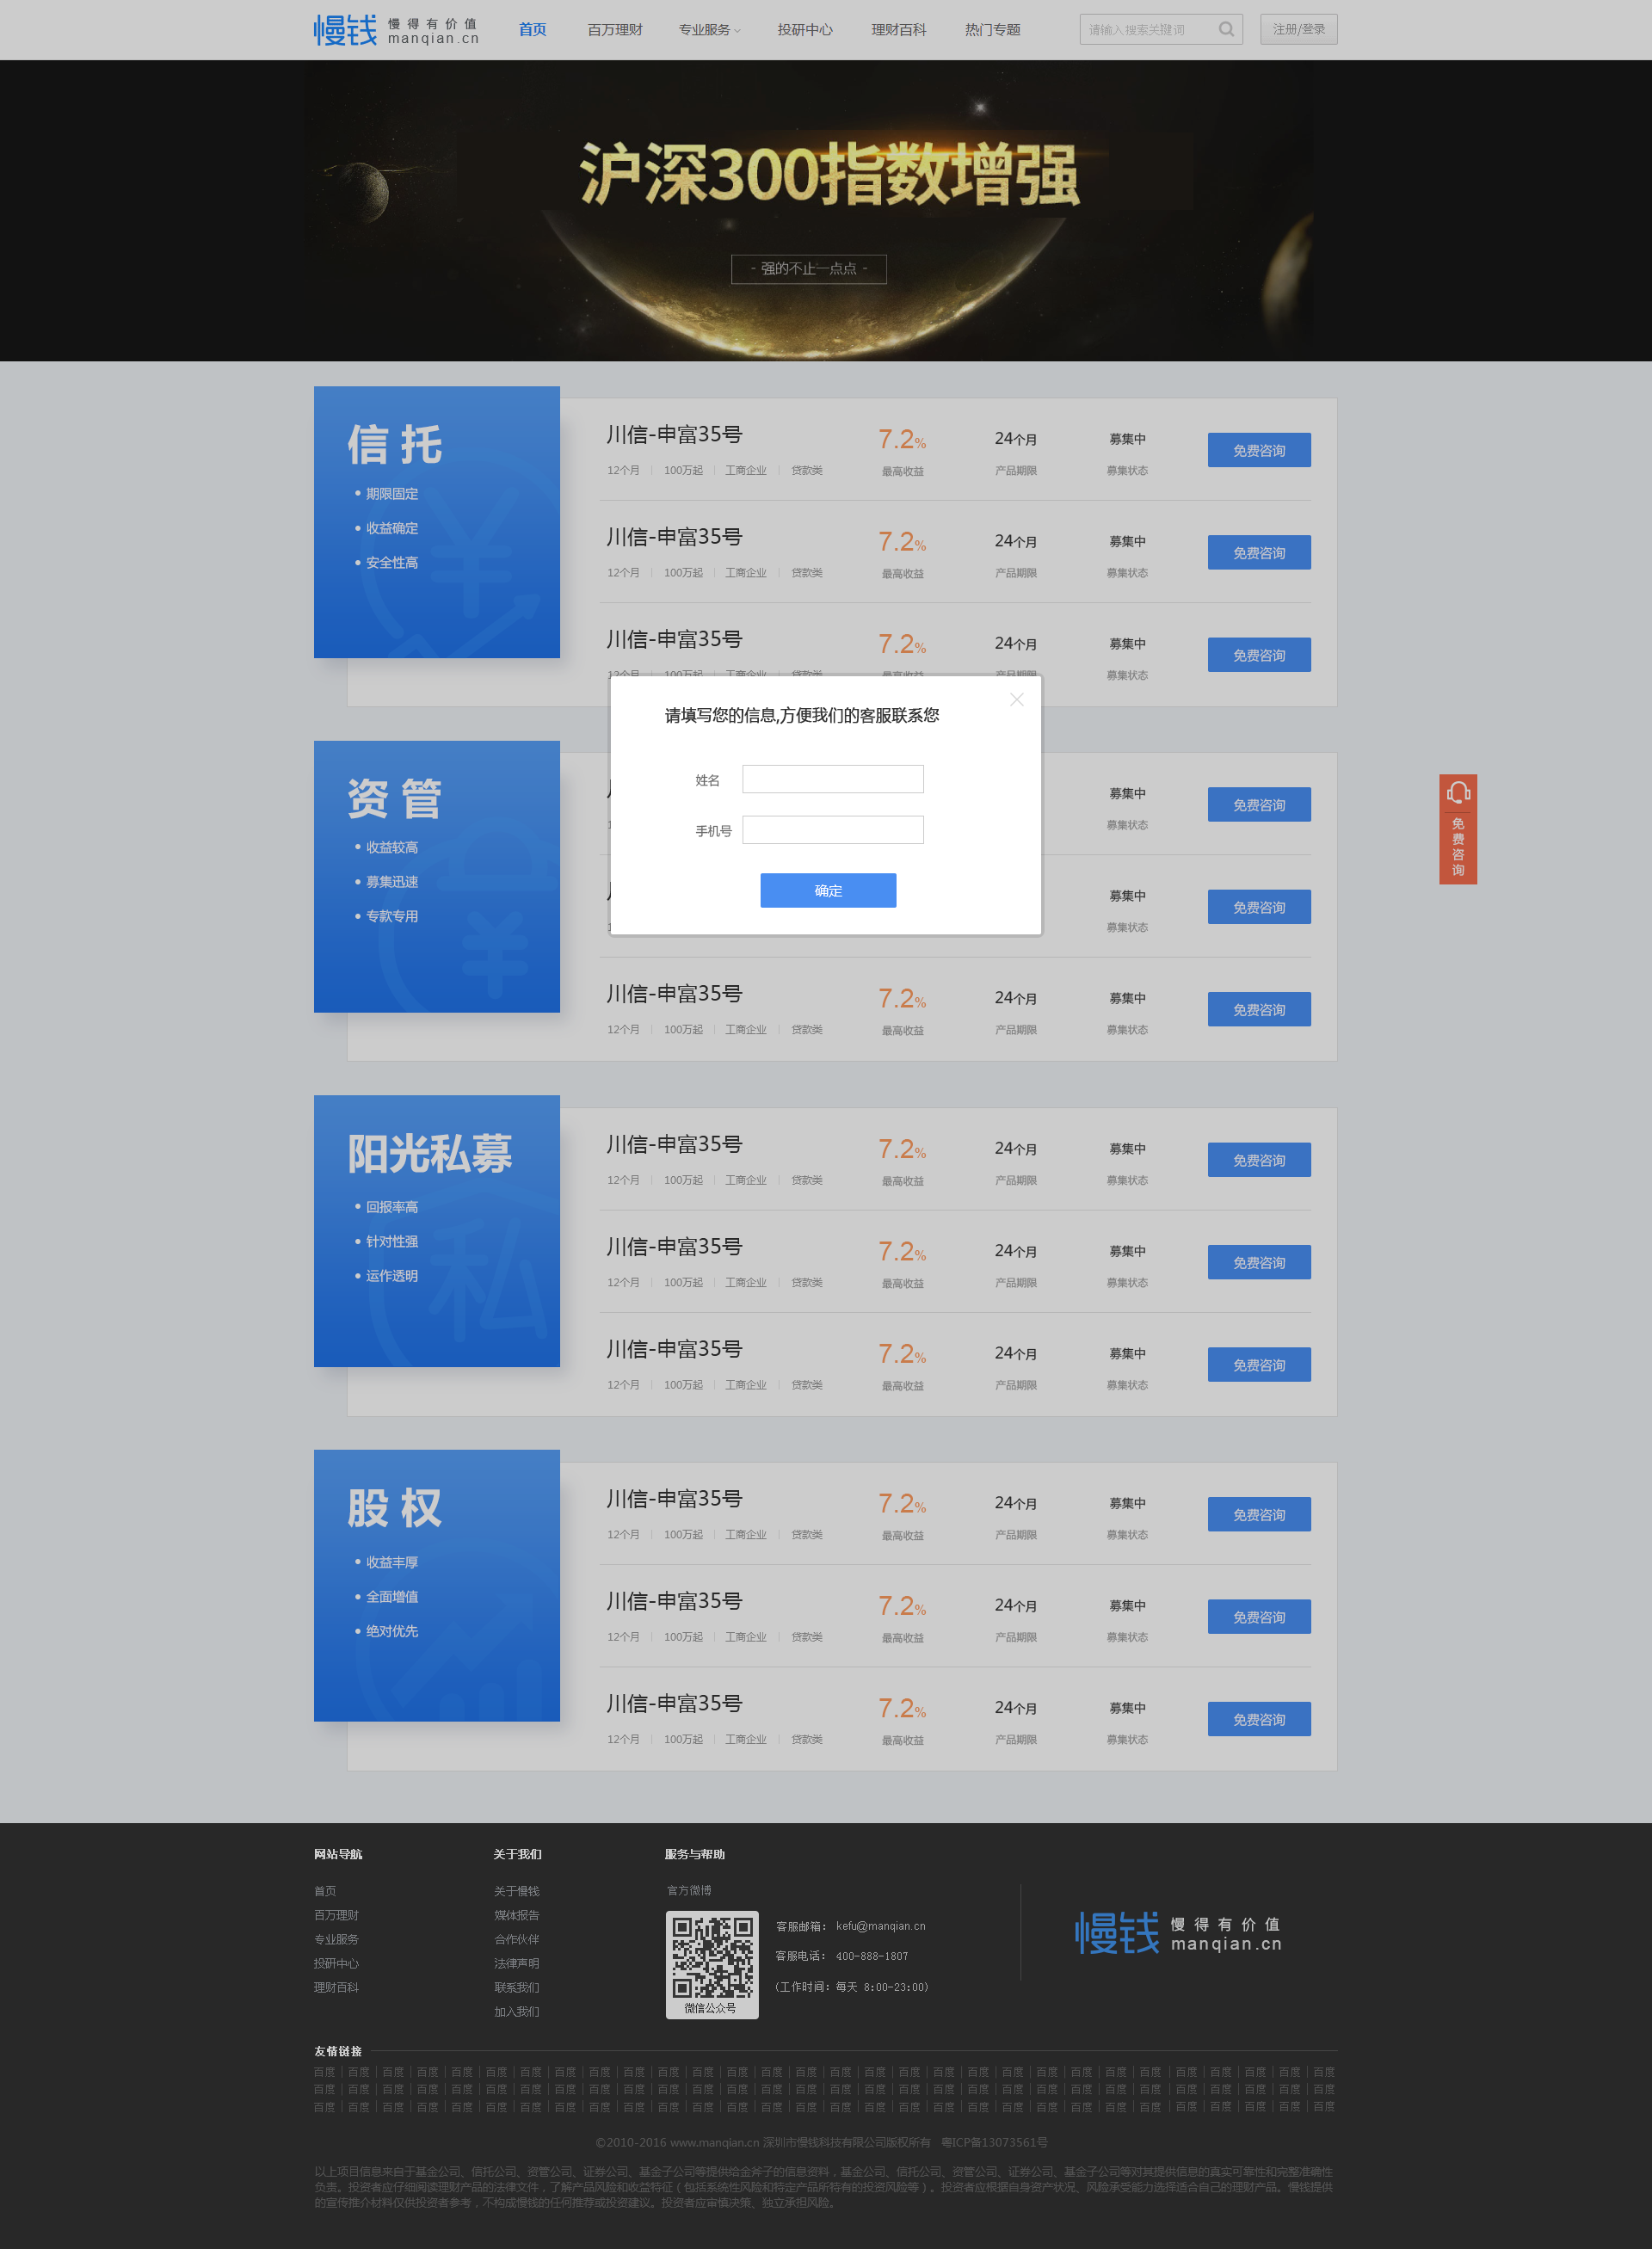 慢钱 慢得有价值 manqian.cn 首页 百万理财 专业服务 投研中心 理财百科 热门专题 请输入搜索关键词 注册/登录
沪深300指数增强
- 强的不止一点点 -
信 托
期限固定
收益确定
安全性高
川信-申富35号 7.2% 24个月 募集中 免费咨询
12个月 100万起 工商企业 贷款类 最高收益 产品期限 募集状态
川信-申富35号 7.2% 24个月 募集中 免费咨询
12个月 100万起 工商企业 贷款类 最高收益 产品期限 募集状态
川信-申富35号 7.2% 24个月 募集中 免费咨询
12个月 100万起 工商企业 贷款类 最高收益 产品期限 募集状态
请填写您的信息,方便我们的客服联系您
姓名
手机号
确定
资 管
收益较高
募集迅速
专款专用
募集中 免费咨询
募集状态
募集中 免费咨询
募集状态
川信-申富35号 7.2% 24个月 募集中 免费咨询
12个月 100万起 工商企业 贷款类 最高收益 产品期限 募集状态
免费咨询
阳光私募
回报率高
针对性强
运作透明
私
川信-申富35号 7.2% 24个月 募集中 免费咨询
12个月 100万起 工商企业 贷款类 最高收益 产品期限 募集状态
川信-申富35号 7.2% 24个月 募集中 免费咨询
12个月 100万起 工商企业 贷款类 最高收益 产品期限 募集状态
川信-申富35号 7.2% 24个月 募集中 免费咨询
12个月 100万起 工商企业 贷款类 最高收益 产品期限 募集状态
股 权
收益丰厚
全面增值
绝对优先
川信-申富35号 7.2% 24个月 募集中 免费咨询
12个月 100万起 工商企业 贷款类 最高收益 产品期限 募集状态
川信-申富35号 7.2% 24个月 募集中 免费咨询
12个月 100万起 工商企业 贷款类 最高收益 产品期限 募集状态
川信-申富35号 7.2% 24个月 募集中 免费咨询
12个月 100万起 工商企业 贷款类 最高收益 产品期限 募集状态
网站导航
首页
百万理财
专业服务
投研中心
理财百科
关于我们
关于慢钱
媒体报告
合作伙伴
法律声明
联系我们
加入我们
服务与帮助
官方微博
微信公众号
客服邮箱: kefu@manqian.cn
客服电话: 400-888-1807
(工作时间: 每天 8:00-23:00)
慢钱 慢得有价值
manqian.cn
友情链接
百度 百度 百度 百度 百度 百度 百度 百度 百度 百度 百度 百度 百度 百度 百度 百度 百度 百度 百度 百度 百度 百度 百度 百度 百度 百度 百度 百度 百度 百度
百度 百度 百度 百度 百度 百度 百度 百度 百度 百度 百度 百度 百度 百度 百度 百度 百度 百度 百度 百度 百度 百度 百度 百度 百度 百度 百度 百度 百度 百度
百度 百度 百度 百度 百度 百度 百度 百度 百度 百度 百度 百度 百度 百度 百度 百度 百度 百度 百度 百度 百度 百度 百度 百度 百度 百度 百度 百度 百度 百度
©2010-2016 www.manqian.cn 深圳市慢钱科技有限公司版权所有 粤ICP备13073561号
以上项目信息来自于基金公司、信托公司、资管公司、证券公司、基金子公司等提供给金斧子的信息资料，基金公司、信托公司、资管公司、证券公司、基金子公司等对其提供信息的真实可靠性和完整准确性
负责。投资者应仔细阅读理财产品的法律文件，了解产品风险和收益特征（包括系统性风险和特定产品所特有的投资风险等）。投资者应根据自身资产状况、风险承受能力选择适合自己的理财产品。慢钱提供
的宣传推介材料仅供投资者参考，不构成慢钱的任何推荐或投资建议。投资者应审慎决策、独立承担风险。